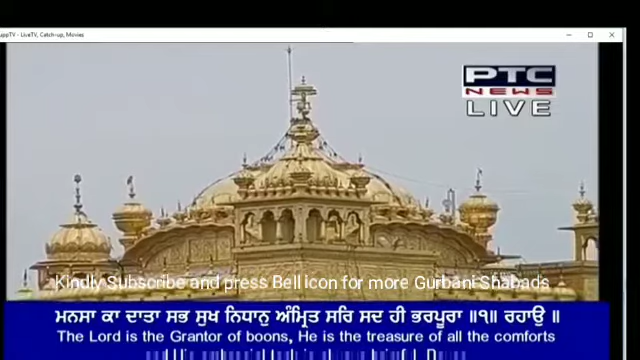 uppTV - LiveTV, Catch-up, Movies
PTC
NEWS
LIVE
Kindly Subscribe and press Bell icon for more Gurbani Shabads
ਮਨਸਾ ਕਾ ਦਾਤਾ ਸਭ ਸੁਖ ਨਿਧਾਨੁ ਅੰਮ੍ਰਿਤ ਸਰਿ ਸਦ ਹੀ ਭਰਪੂਰਾ ॥੧॥ ਰਹਾਉ ॥
The Lord is the Grantor of boons, He is the treasure of all the comforts